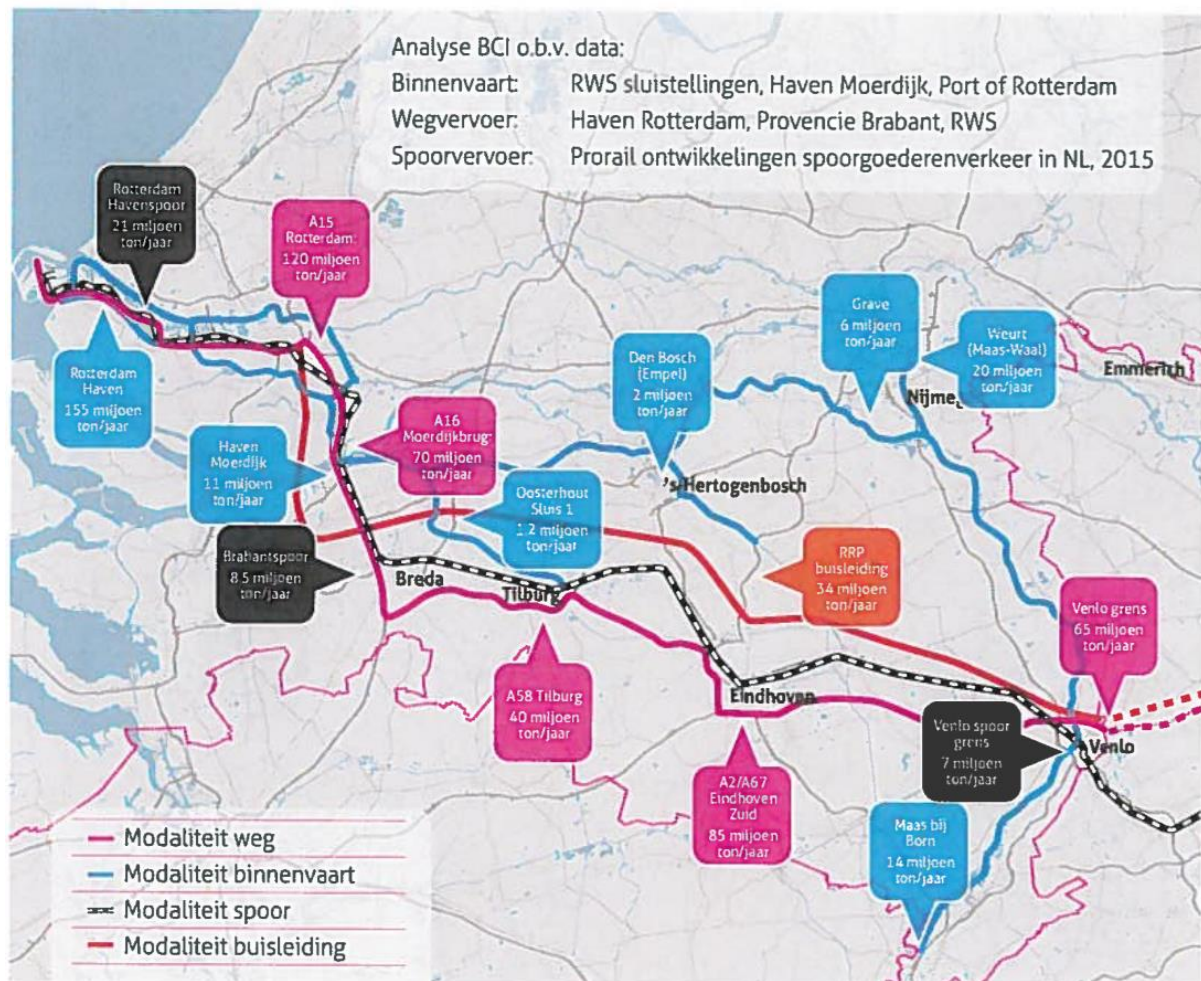 Analyse BCI o.b.v. data:
Binnenvaart: RWS sluistellingen, Haven Moerdijk, Port of Rotterdam
Wegvervoer: Haven Rotterdam, Provencie Brabant, RWS
Spoorvervoer: Prorail ontwikkelingen spoorgoederenverkeer in NL, 2015
Rotterdam
Havenspoor
21 miljoen
ton/jaar
A15
Rotterdam:
120 miljoen
ton/jaar
Rotterdam
Haven
155 miljoen
ton/jaar
Haven
Moerdijk
11 miljoen
ton/jaar
A16
Moerdijkbrug:
70 miljoen
ton/jaar
Den Bosch
(Empel)
2 miljoen
ton/jaar
Grave
6 miljoen
ton/jaar
Weurt
(Maas-Waal)
20 miljoen
ton/jaar
Emmerich
Nijmeg
's-Hertogenbosch
Oosterhout
Sluis 1
1.2 miljoen
ton/jaar
Brabantspoor
8.5 miljoen
ton/jaar
Breda
Tilburg
RRP
buisleiding
34 miljoen
ton/jaar
Venlo grens
65 miljoen
ton/jaar
A58 Tilburg
40 miljoen
ton/jaar
Eindhoven
Venlo spoor
grens
7 miljoen
ton/jaar
Venlo
A2/A67
Eindhoven
Zuid
85 miljoen
ton/jaar
Maas bij
Born
14 miljoen
ton/jaar
Modaliteit weg
Modaliteit binnenvaart
Modaliteit spoor
Modaliteit buisleiding